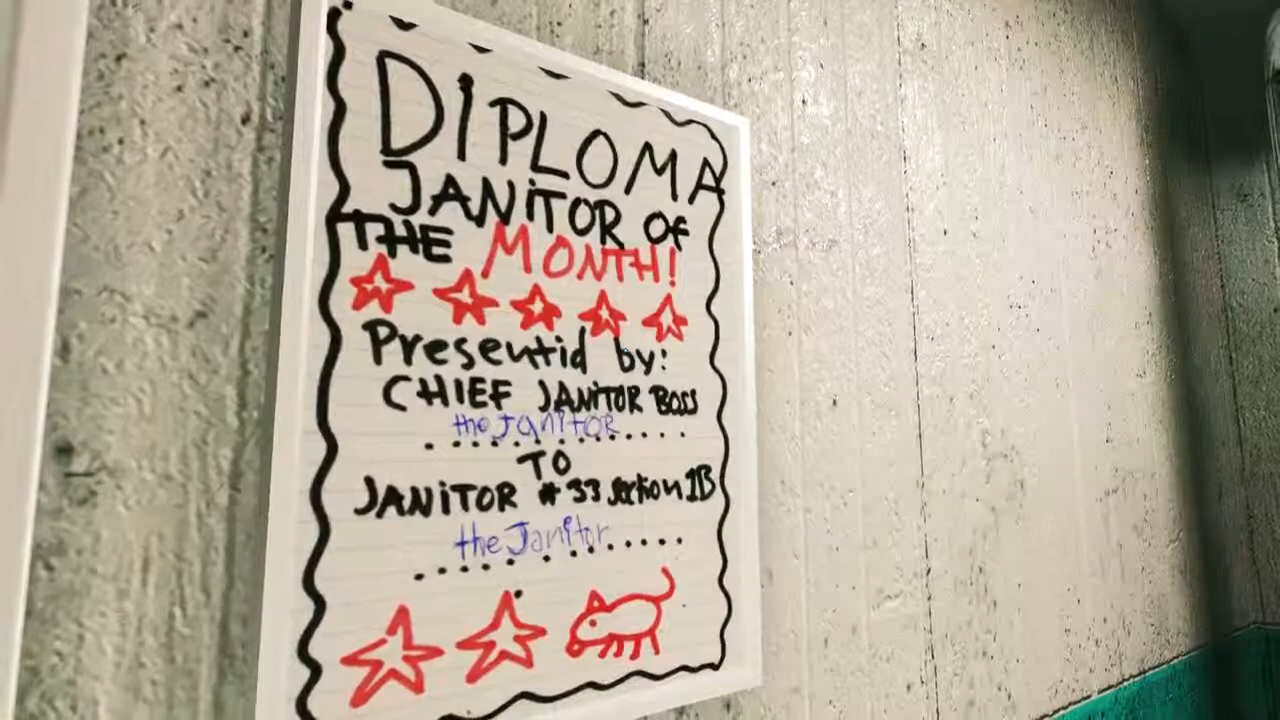 DIPLOMA
JANiTOR Of
THE MONTH!
Presentid by:
CHIEF JANiTOR BOSS
the JanitOR
TO
JANiTOR # 33 section 1B
the Janitor